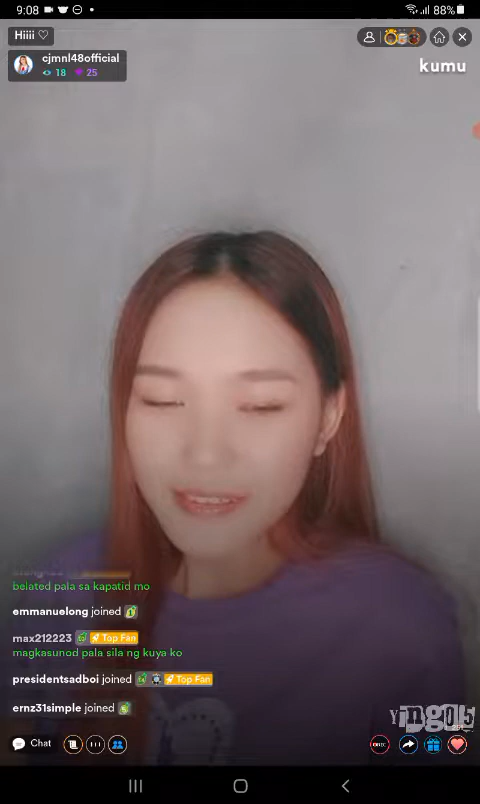 9:08
88%
Hiiii ♡
cjmnl48official
18 25
kumu
belated pala sa kapatid mo
emmanuelong joined
max212223 Top Fan
magkasunod pala sila ng kuya ko
presidentsadboi joined Top Fan
ernz31simple joined
Chat